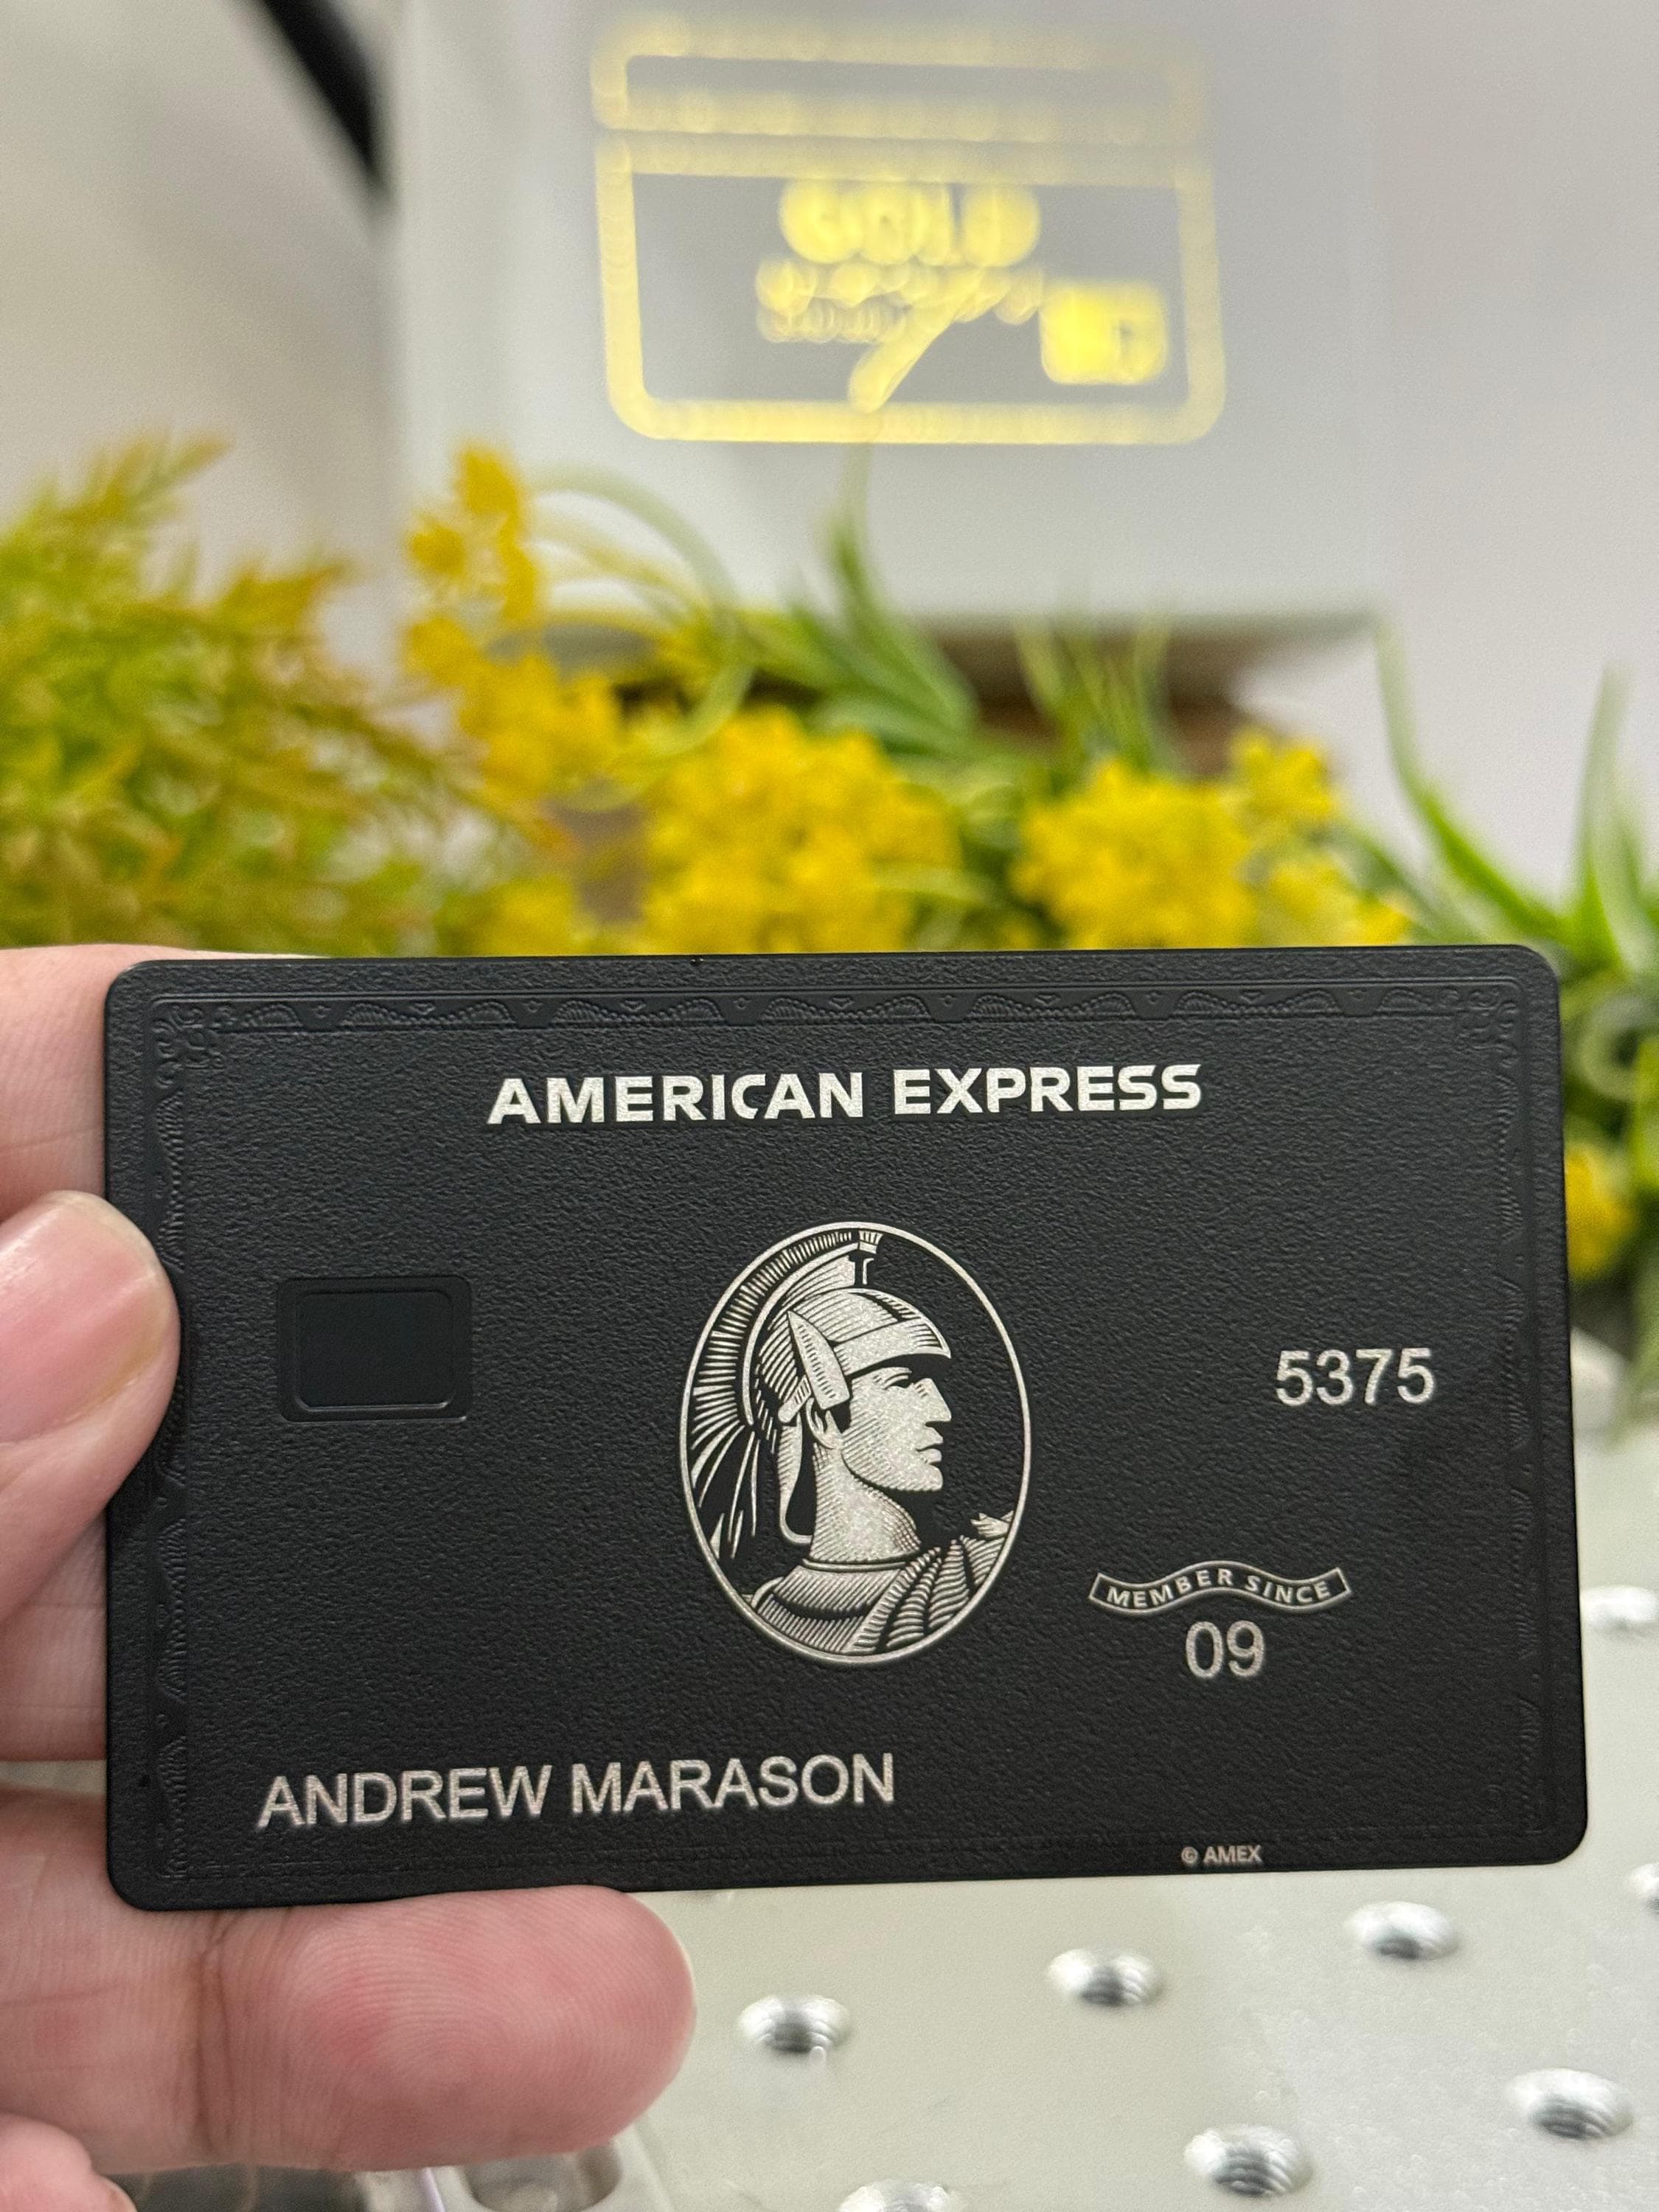 AMERICAN EXPRESS
5375
MEMBER SINCE
09
ANDREW MARASON
© AMEX